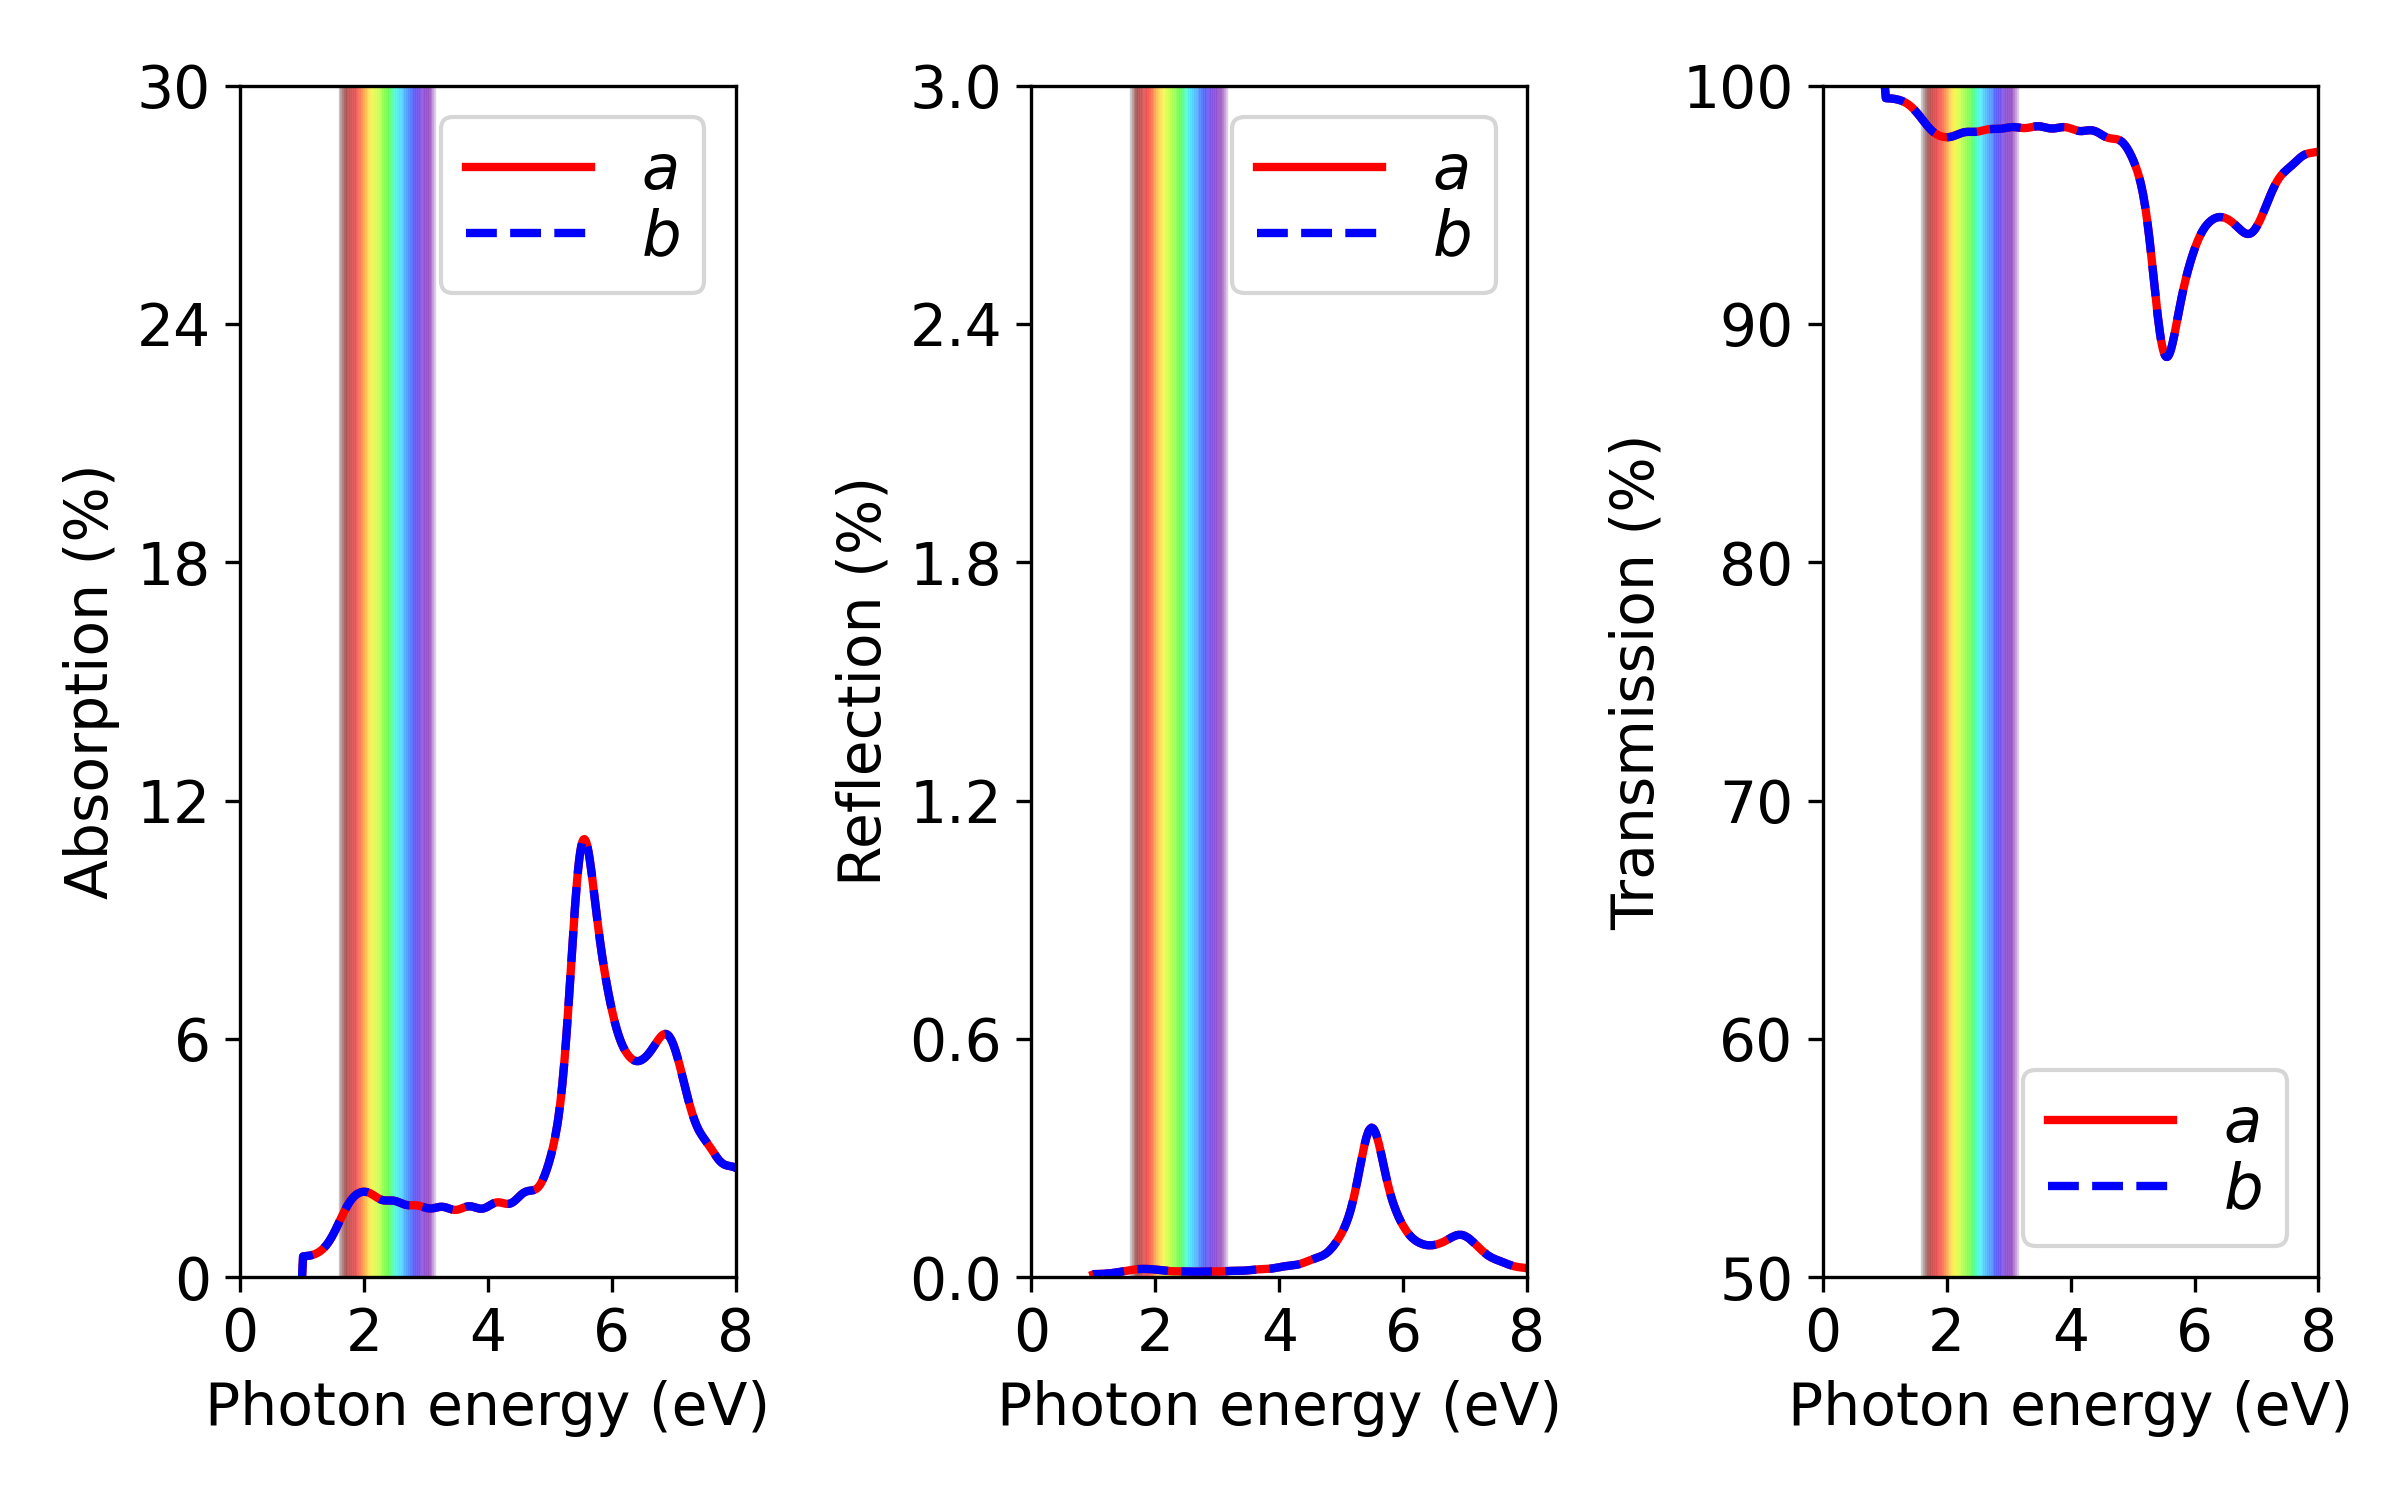 Absorption (%)
30
24
18
12
6
0
0 2 4 6 8
Photon energy (eV)
a
b
Reflection (%)
3.0
2.4
1.8
1.2
0.6
0.0
0 2 4 6 8
Photon energy (eV)
a
b
Transmission (%)
100
90
80
70
60
50
0 2 4 6 8
Photon energy (eV)
a
b